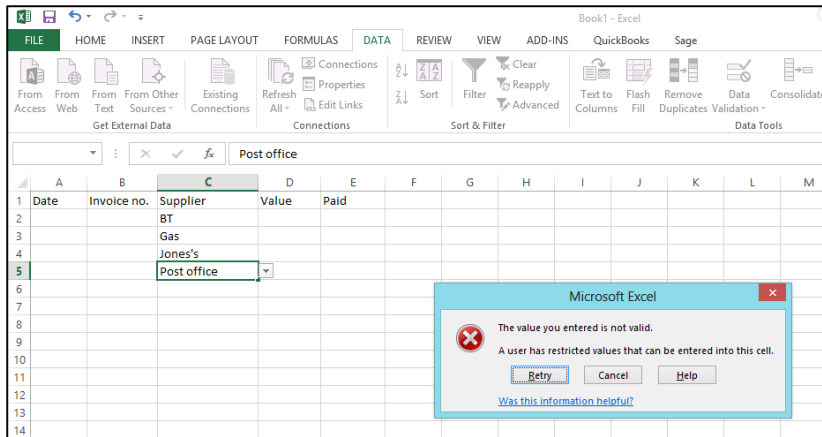 Book1 - Excel
FILE HOME INSERT PAGE LAYOUT FORMULAS DATA REVIEW VIEW ADD-INS QuickBooks Sage
From Access
From Web
From Text
From Other Sources
Existing Connections
Get External Data
Refresh All
Connections
Properties
Edit Links
Connections
Sort
Filter
Clear
Reapply
Advanced
Sort & Filter
Text to Columns
Flash Fill
Remove Duplicates
Data Validation
Consolidat
Data Tools
fx Post office
A B C D E F G H I J K L M
1 Date Invoice no. Supplier Value Paid
2 BT
3 Gas
4 Jones's
5 Post office
6
7
8
9
10
11
12
13
14
Microsoft Excel
The value you entered is not valid.
A user has restricted values that can be entered into this cell.
Retry Cancel Help
Was this information helpful?